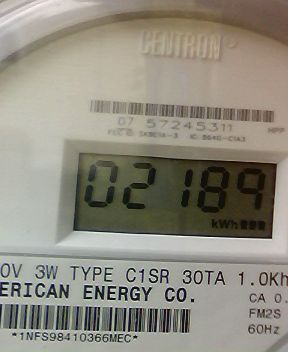 CENTRON®
07 57245311 HPP
02189
kWh
0V 3W TYPE C1SR 30TA 1.0Kh
ERICAN ENERGY CO. CA 0.
FM2S
60Hz
*1NFS98410366MEC*